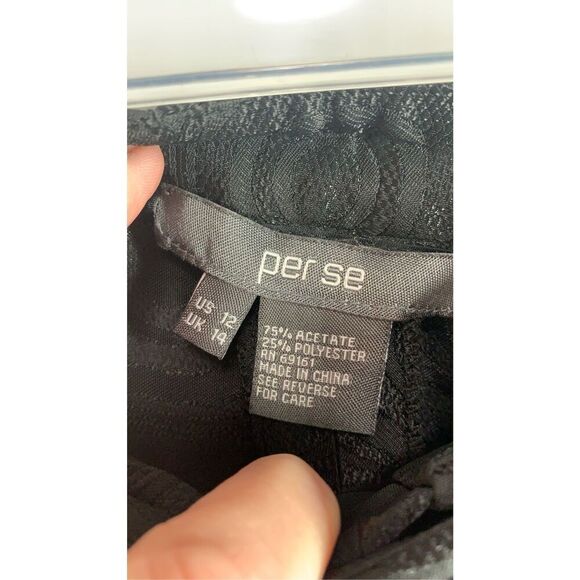 per se
US 12
UK 14
75% ACETATE
25% POLYESTER
RN 69161
MADE IN CHINA
SEE REVERSE
FOR CARE